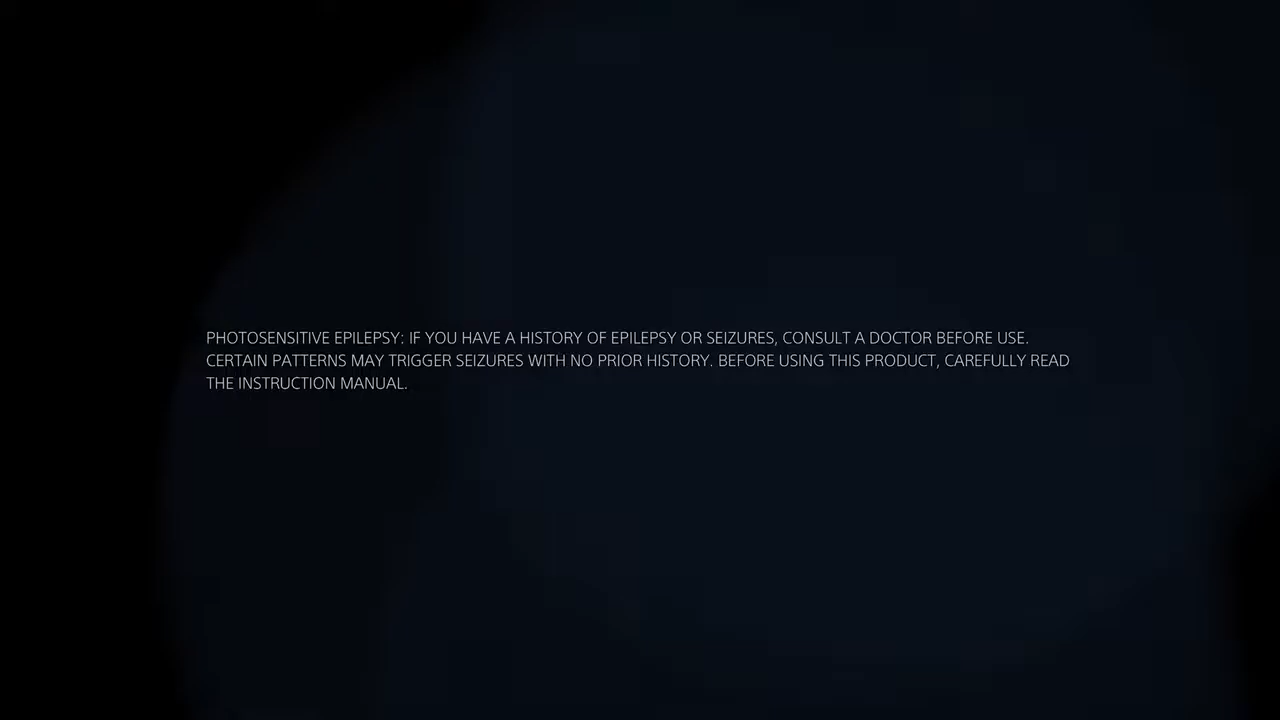 PHOTOSENSITIVE EPILEPSY: IF YOU HAVE A HISTORY OF EPILEPSY OR SEIZURES, CONSULT A DOCTOR BEFORE USE.
CERTAIN PATTERNS MAY TRIGGER SEIZURES WITH NO PRIOR HISTORY. BEFORE USING THIS PRODUCT, CAREFULLY READ
THE INSTRUCTION MANUAL.